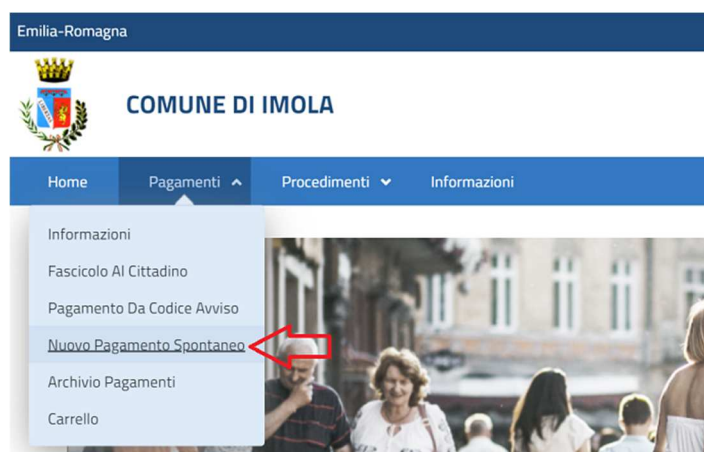 Emilia-Romagna
COMUNE DI IMOLA
Home Pagamenti Procedimenti Informazioni
Informazioni
Fascicolo Al Cittadino
Pagamento Da Codice Avviso
Nuovo Pagamento Spontaneo
Archivio Pagamenti
Carrello